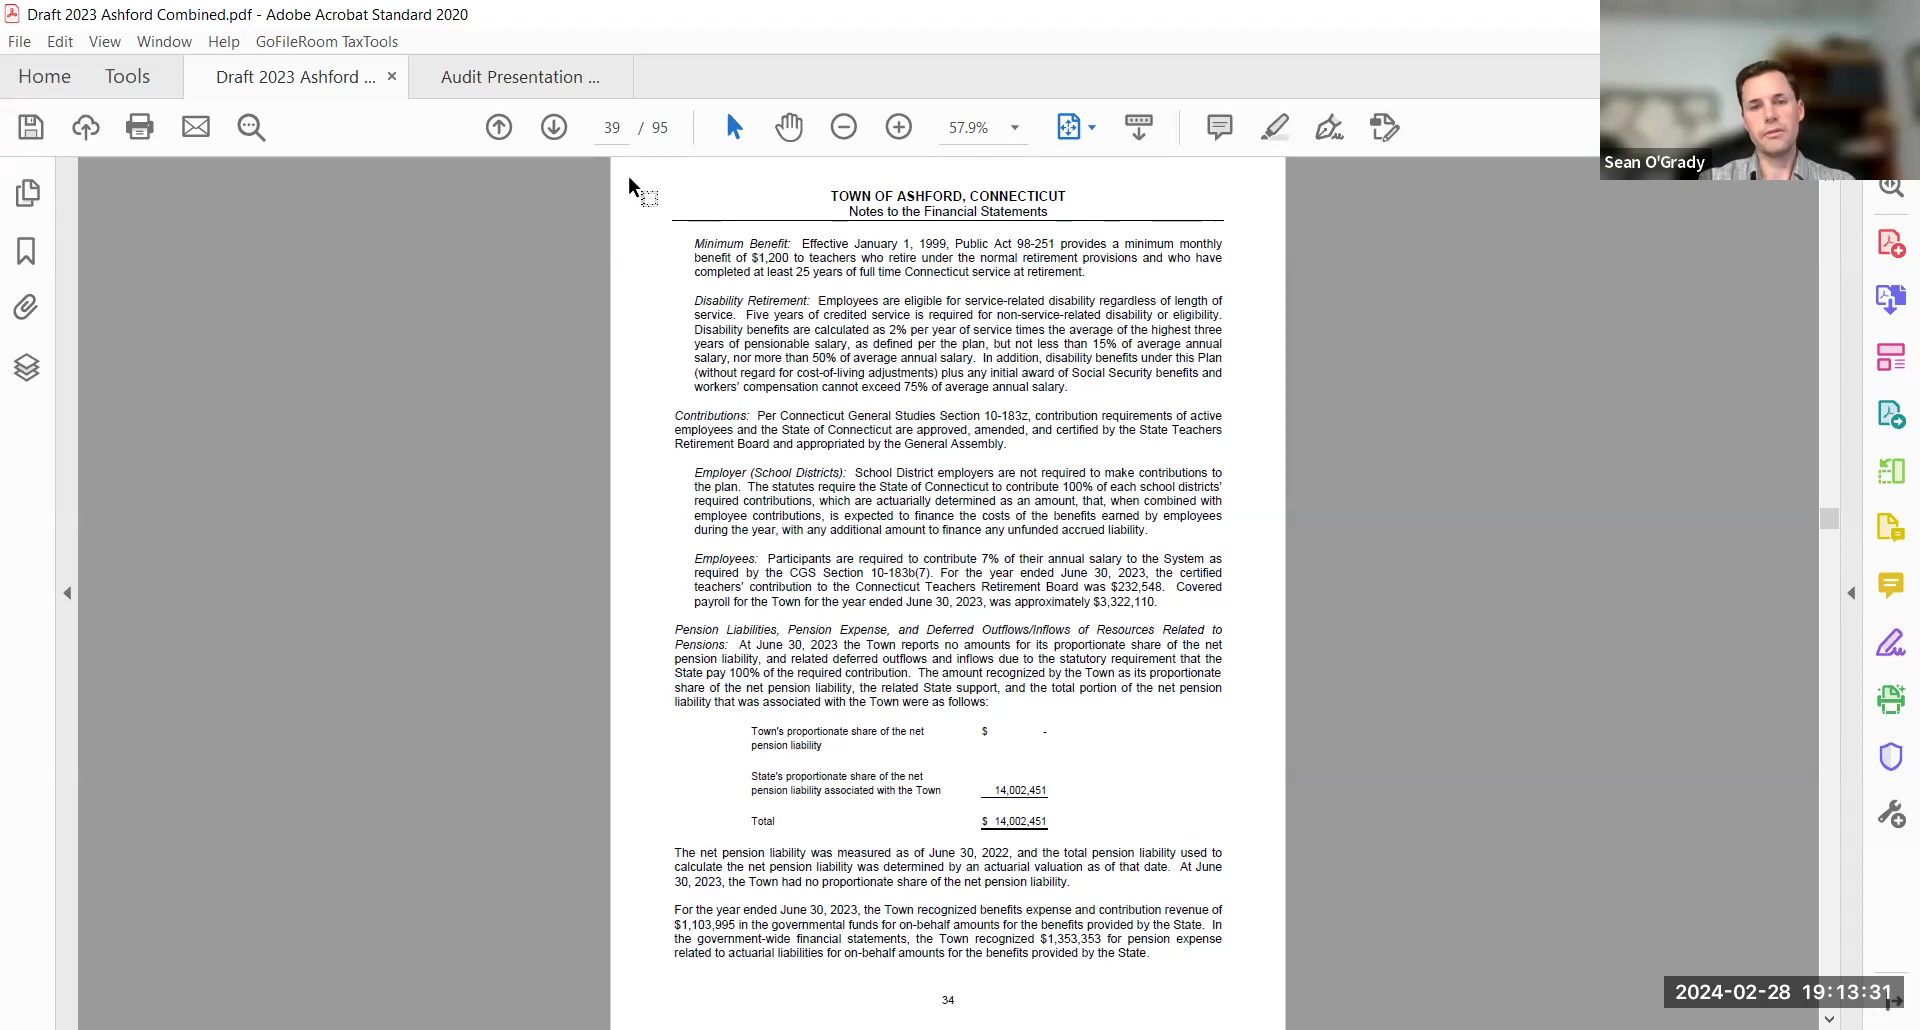 Draft 2023 Ashford Combined.pdf - Adobe Acrobat Standard 2020
File Edit View Window Help GoFileRoom TaxTools
Home Tools Draft 2023 Ashford ... × Audit Presentation ...
39 / 95 57.9%
Sean O'Grady
TOWN OF ASHFORD, CONNECTICUT
Notes to the Financial Statements
Minimum Benefit: Effective January 1, 1999, Public Act 98-251 provides a minimum monthly
benefit of $1,200 to teachers who retire under the normal retirement provisions and who have
completed at least 25 years of full time Connecticut service at retirement.
Disability Retirement: Employees are eligible for service-related disability regardless of length of
service. Five years of credited service is required for non-service-related disability or eligibility.
Disability benefits are calculated as 2% per year of service times the average of the highest three
years of pensionable salary, as defined per the plan, but not less than 15% of average annual
salary, nor more than 50% of average annual salary. In addition, disability benefits under this Plan
(without regard for cost-of-living adjustments) plus any initial award of Social Security benefits and
workers' compensation cannot exceed 75% of average annual salary.
Contributions: Per Connecticut General Studies Section 10-183z, contribution requirements of active
employees and the State of Connecticut are approved, amended, and certified by the State Teachers
Retirement Board and appropriated by the General Assembly.
Employer (School Districts): School District employers are not required to make contributions to
the plan. The statutes require the State of Connecticut to contribute 100% of each school districts'
required contributions, which are actuarially determined as an amount, that, when combined with
employee contributions, is expected to finance the costs of the benefits earned by employees
during the year, with any additional amount to finance any unfunded accrued liability.
Employees: Participants are required to contribute 7% of their annual salary to the System as
required by the CGS Section 10-183b(7). For the year ended June 30, 2023, the certified
teachers' contribution to the Connecticut Teachers Retirement Board was $232,548. Covered
payroll for the Town for the year ended June 30, 2023, was approximately $3,322,110.
Pension Liabilities, Pension Expense, and Deferred Outflows/Inflows of Resources Related to
Pensions: At June 30, 2023 the Town reports no amounts for its proportionate share of the net
pension liability, and related deferred outflows and inflows due to the statutory requirement that the
State pay 100% of the required contribution. The amount recognized by the Town as its proportionate
share of the net pension liability, the related State support, and the total portion of the net pension
liability that was associated with the Town were as follows:
Town's proportionate share of the net $ -
pension liability
State's proportionate share of the net
pension liability associated with the Town 14,002,451
Total $ 14,002,451
The net pension liability was measured as of June 30, 2022, and the total pension liability used to
calculate the net pension liability was determined by an actuarial valuation as of that date. At June
30, 2023, the Town had no proportionate share of the net pension liability.
For the year ended June 30, 2023, the Town recognized benefits expense and contribution revenue of
$1,103,995 in the governmental funds for on-behalf amounts for the benefits provided by the State. In
the government-wide financial statements, the Town recognized $1,353,353 for pension expense
related to actuarial liabilities for on-behalf amounts for the benefits provided by the State.
34
2024-02-28 19:13:31